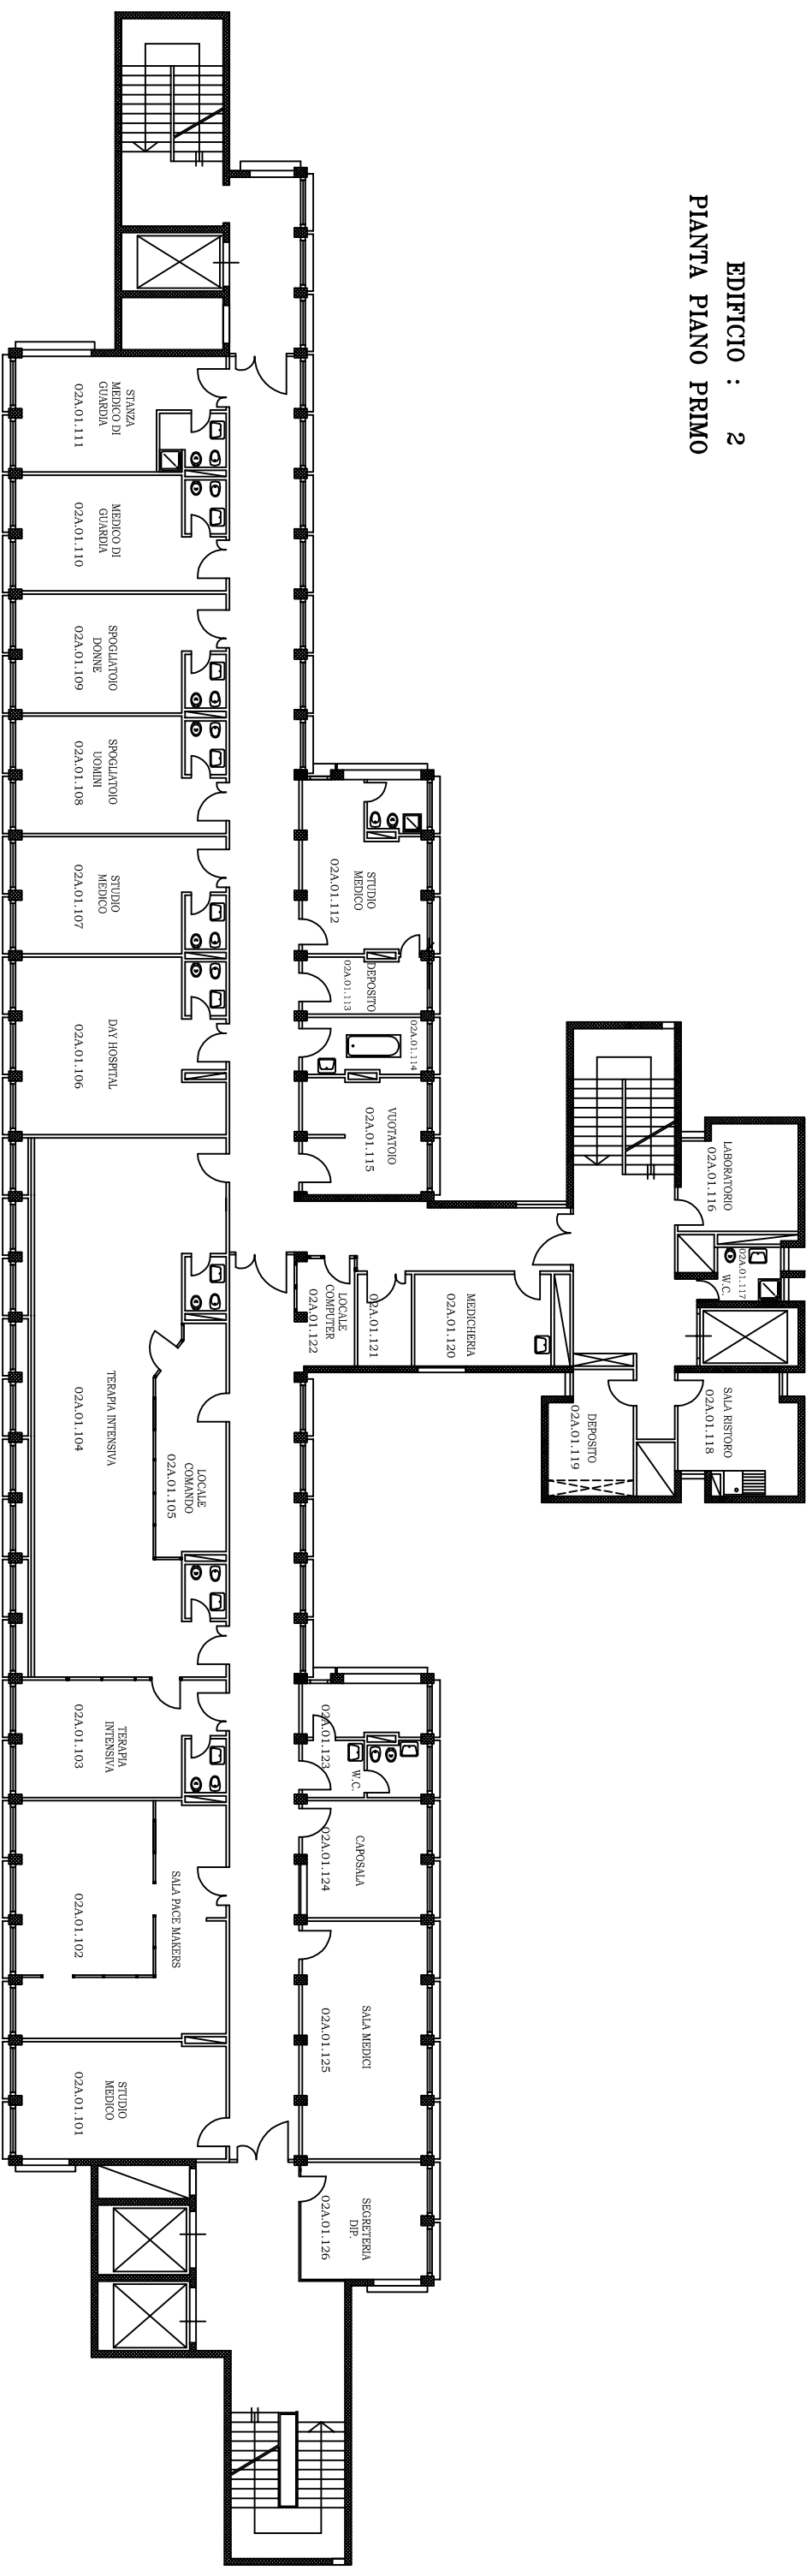 EDIFICIO : 2
PIANTA PIANO PRIMO
STANZA
MEDICO DI
GUARDIA
02A.01.111
MEDICO DI
GUARDIA
02A.01.110
SPOGLIATOIO
DONNE
02A.01.109
SPOGLIATOIO
UOMINI
02A.01.108
STUDIO
MEDICO
02A.01.107
DAY HOSPITAL
02A.01.106
TERAPIA INTENSIVA
02A.01.104
LOCALE
COMANDO
02A.01.105
TERAPIA
INTENSIVA
02A.01.103
SALA PACE MAKERS
02A.01.102
STUDIO
MEDICO
02A.01.101
STUDIO
MEDICO
02A.01.112
DEPOSITO
02A.01.113
02A.01.114
VUOTATOIO
02A.01.115
LABORATORIO
02A.01.116
02A.01.117
W.C.
SALA RISTORO
02A.01.118
DEPOSITO
02A.01.119
MEDICHERIA
02A.01.120
02A.01.121
LOCALE
COMPUTER
02A.01.122
02A.01.123
W.C.
CAPOSALA
02A.01.124
SALA MEDICI
02A.01.125
SEGRETERIA
DIP.
02A.01.126